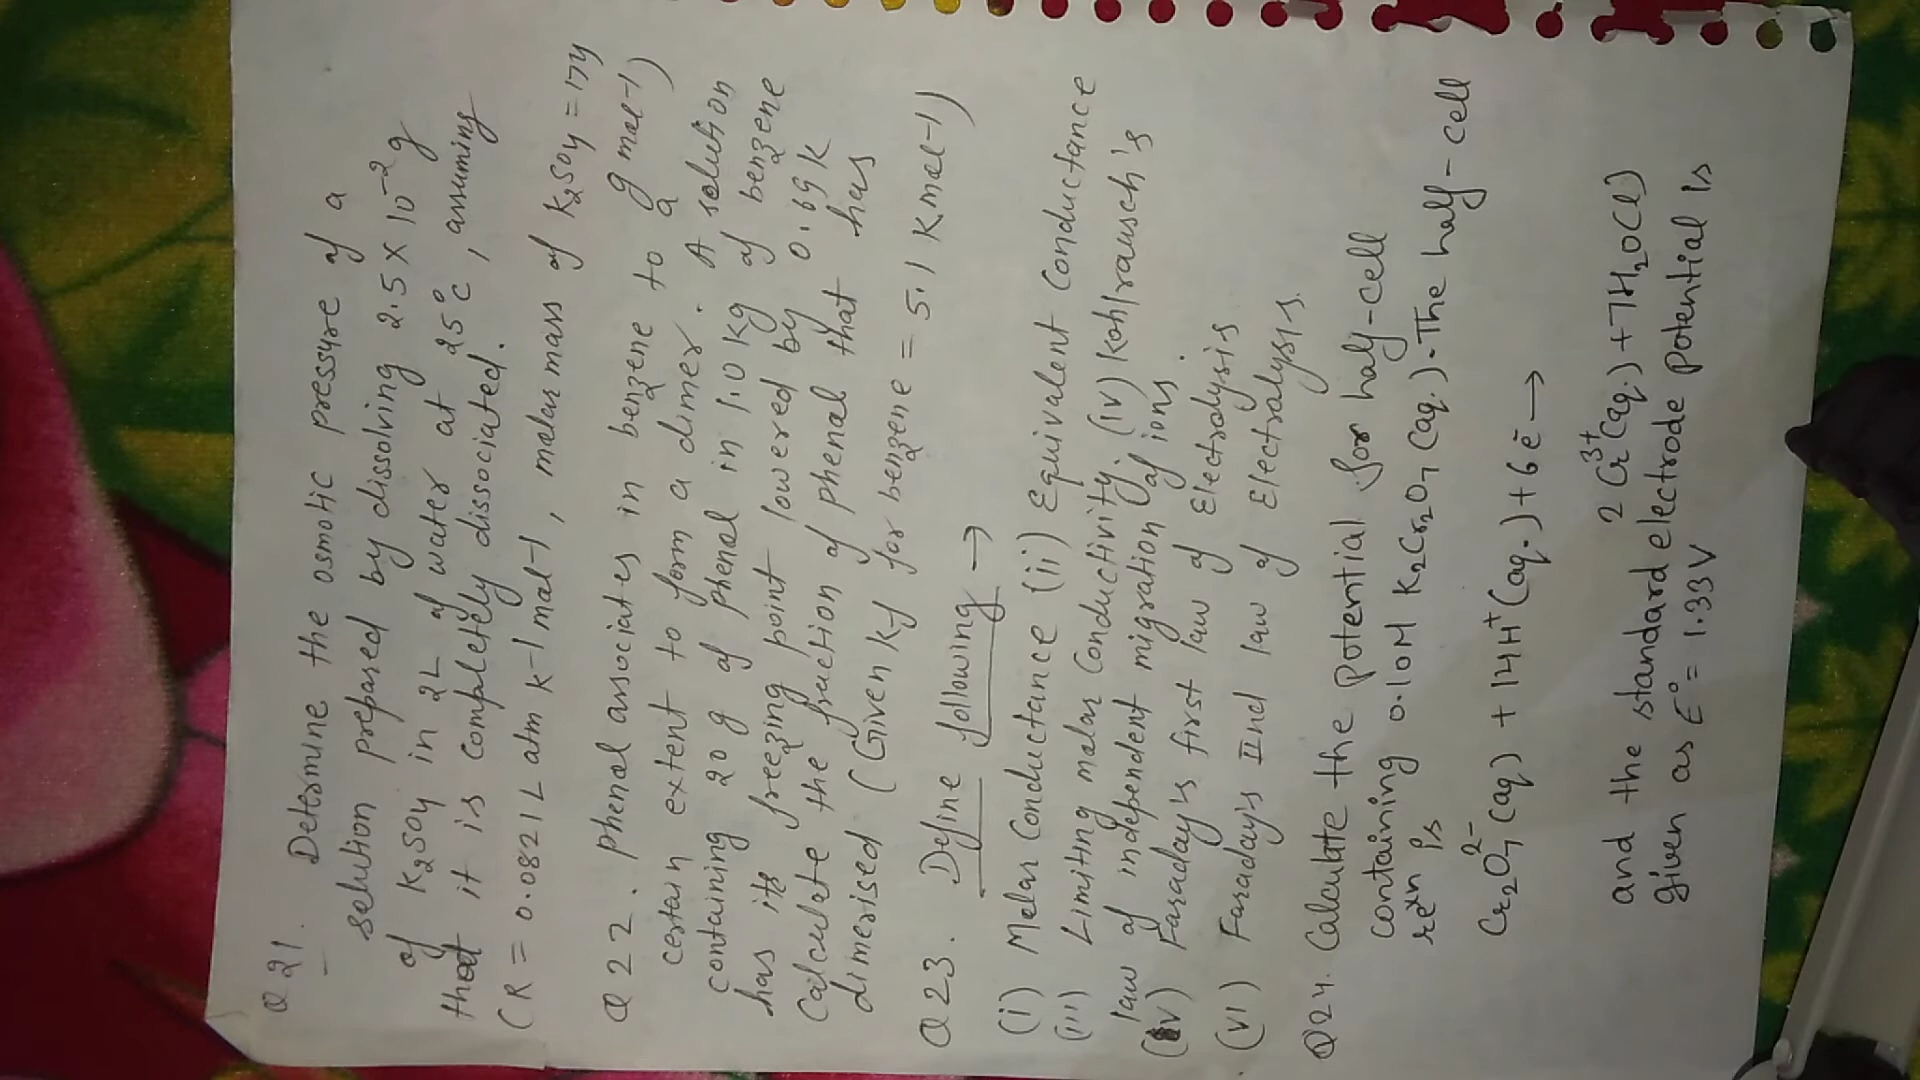 Q 21. Determine the osmotic pressure of a
solution prepared by dissolving 2.5 × 10⁻² g
of K₂SO4 in 2L of water at 25°C, assuming
that it is completely dissociated.
(R = 0.0821 L atm K-1 mol-1, molar mass of K₂SO4 = 174
g mol-1)
Q 22. Phenol associates in benzene to a
certain extent to form a dimer. A solution
containing 20 g of phenol in 1.0 kg of benzene
has its freezing point lowered by 0.69 K
Calculate the fraction of phenol that has
dimerised (Given Kf for benzene = 5.1 K mol-1)
Q 23. Define following →
(i) Molar Conductance (ii) Equivalent Conductance
(iii) Limiting molar Conductivity. (iv) Kohlrausch's
law of independent migration of ions.
(v) Faraday's first law of Electrolysis
(vi) Faraday's IInd law of Electrolysis.
Q24. Calculate the potential for half-cell
containing 0.10M K₂Cr₂O₇ (aq.). The half-cell
rexn is
Cr₂O₇²⁻ (aq) + 14H⁺ (aq.) + 6e⁻ →
2 Cr³⁺ (aq.) + 7H₂O(l)
and the standard electrode potential is
given as E° = 1.33 V